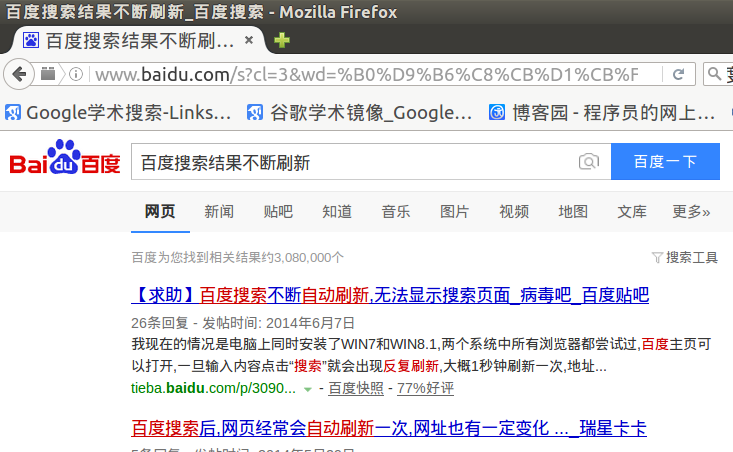 百度搜索结果不断刷新_百度搜索 - Mozilla Firefox
百度搜索结果不断刷... ×
www.baidu.com/s?cl=3&wd=%B0%D9%B6%C8%CB%D1%CB%F
Google学术搜索-Links... 谷歌学术镜像_Google... 博客园 - 程序员的网上...
Bai du 百度 百度搜索结果不断刷新 百度一下
网页 新闻 贴吧 知道 音乐 图片 视频 地图 文库 更多»
百度为您找到相关结果约3,080,000个 搜索工具
【求助】百度搜索不断自动刷新,无法显示搜索页面_病毒吧_百度贴吧
26条回复 - 发帖时间: 2014年6月7日
我现在的情况是电脑上同时安装了WIN7和WIN8.1,两个系统中所有浏览器都尝试过,百度主页可
以打开,一旦输入内容点击“搜索”就会出现反复刷新,大概1秒钟刷新一次,地址...
tieba.baidu.com/p/3090... - 百度快照 - 77%好评
百度搜索后,网页经常会自动刷新一次,网址也有一定变化 ..._瑞星卡卡